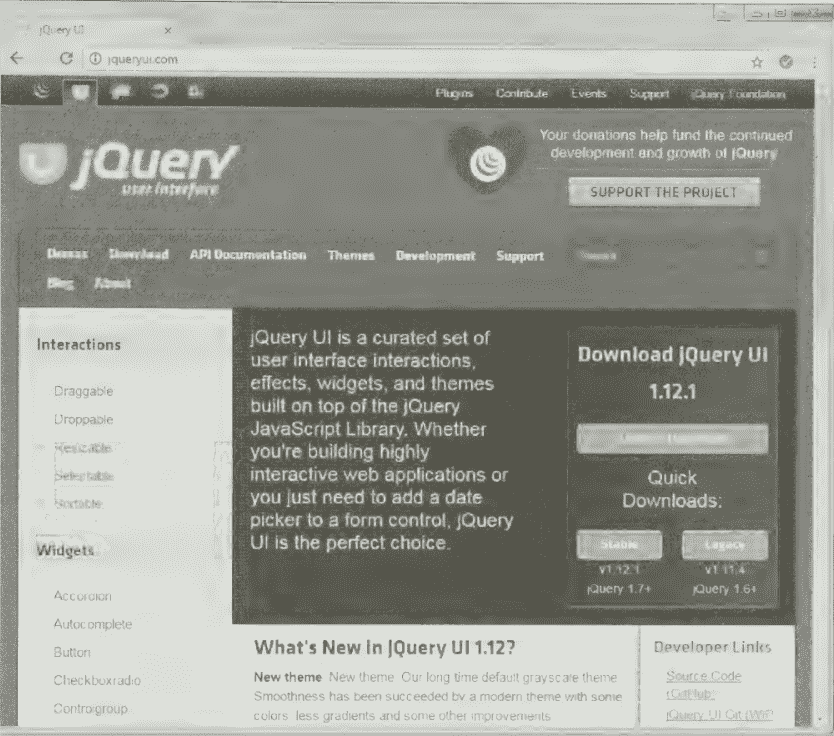 jQuery UI
jqueryui.com
Plugins Contribute Events Support jQuery Foundation
jQuery
user interface
Your donations help fund the continued
development and growth of jQuery
SUPPORT THE PROJECT
Demos Download API Documentation Themes Development Support
Blog About
Interactions
Draggable
Droppable
Resizable
Selectable
Sortable
Widgets
Accordion
Autocomplete
Button
Checkboxradio
Controlgroup
jQuery UI is a curated set of
user interface interactions,
effects, widgets, and themes
built on top of the jQuery
JavaScript Library. Whether
you're building highly
interactive web applications or
you just need to add a date
picker to a form control, jQuery
UI is the perfect choice.
Download jQuery UI
1.12.1
Quick
Downloads:
Stable Legacy
v1.12.1 v1.11.4
jQuery 1.7+ jQuery 1.6+
What's New in jQuery UI 1.12?
New theme New theme Our long time default grayscale theme
Smoothness has been succeeded by a modern theme with some
colors less gradients and some other improvements
Developer Links
Source Code
(GitHub)
jQuery UI Git (WIP